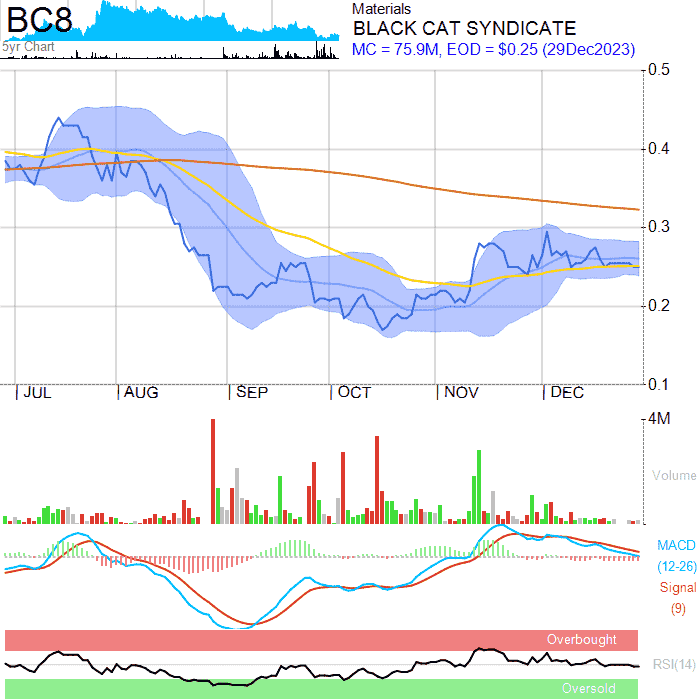 BC8
5yr Chart
Materials
BLACK CAT SYNDICATE
MC = 75.9M, EOD = $0.25 (29Dec2023)
0.5
0.4
0.3
0.2
0.1
JUL AUG SEP OCT NOV DEC
4M
Volume
MACD
(12-26)
Signal
(9)
Overbought
RSI(14)
Oversold